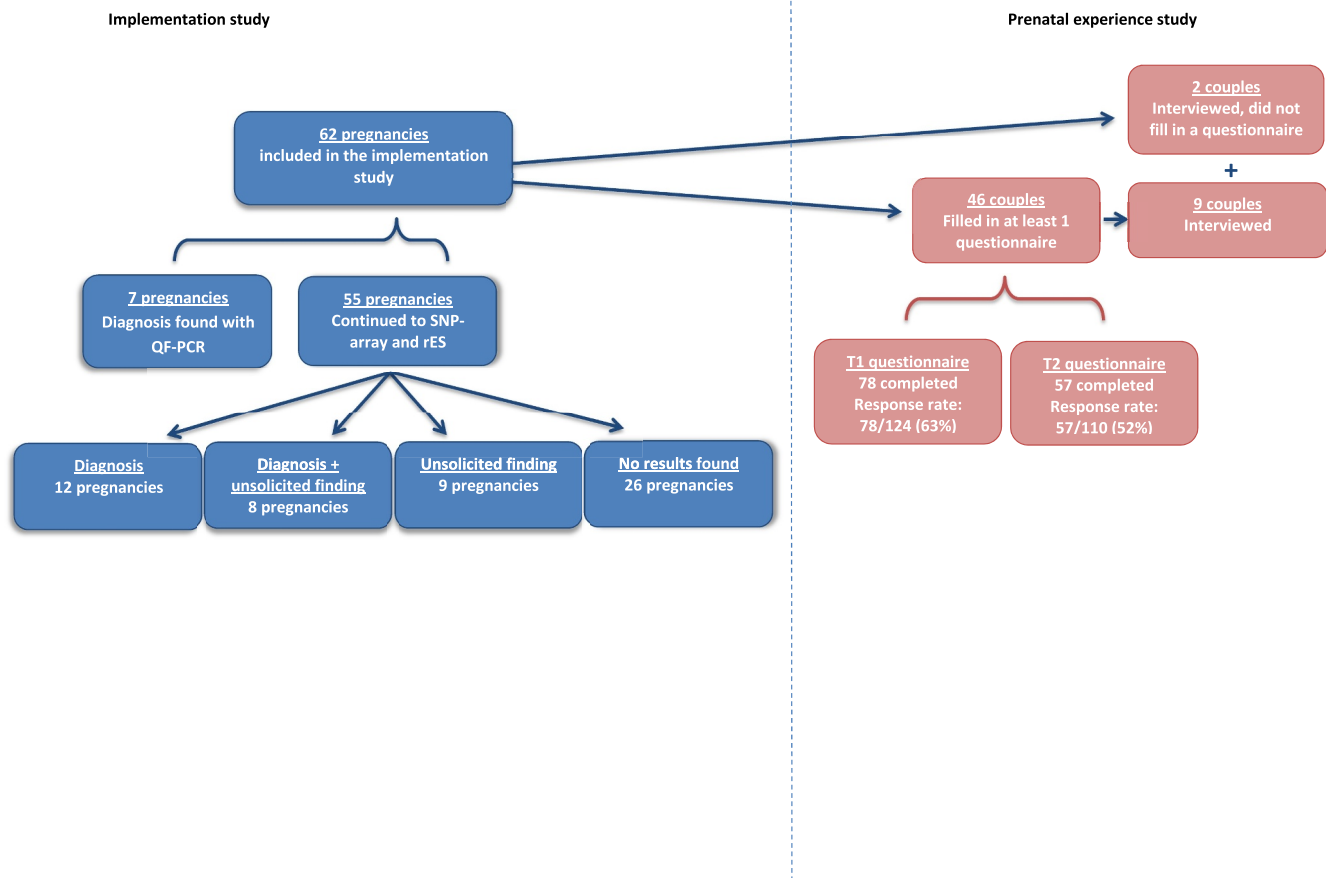 Implementation study
Prenatal experience study
62 pregnancies
included in the implementation
study
7 pregnancies
Diagnosis found with
QF-PCR
55 pregnancies
Continued to SNP-
array and rES
Diagnosis
12 pregnancies
Diagnosis +
unsolicited finding
8 pregnancies
Unsolicited finding
9 pregnancies
No results found
26 pregnancies
2 couples
Interviewed, did not
fill in a questionnaire
+
46 couples
Filled in at least 1
questionnaire
9 couples
Interviewed
T1 questionnaire
78 completed
Response rate:
78/124 (63%)
T2 questionnaire
57 completed
Response rate:
57/110 (52%)